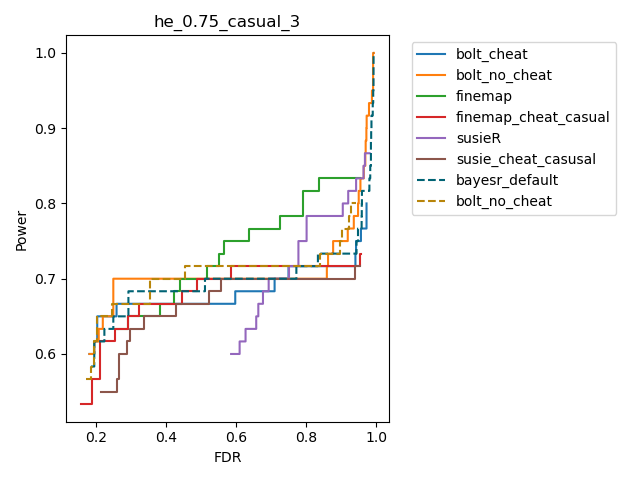 he_0.75_casual_3
Power
1.0
0.9
0.8
0.7
0.6
0.2
0.4
0.6
0.8
1.0
FDR
bolt_cheat
bolt_no_cheat
finemap
finemap_cheat_casual
susieR
susie_cheat_casusal
bayesr_default
bolt_no_cheat